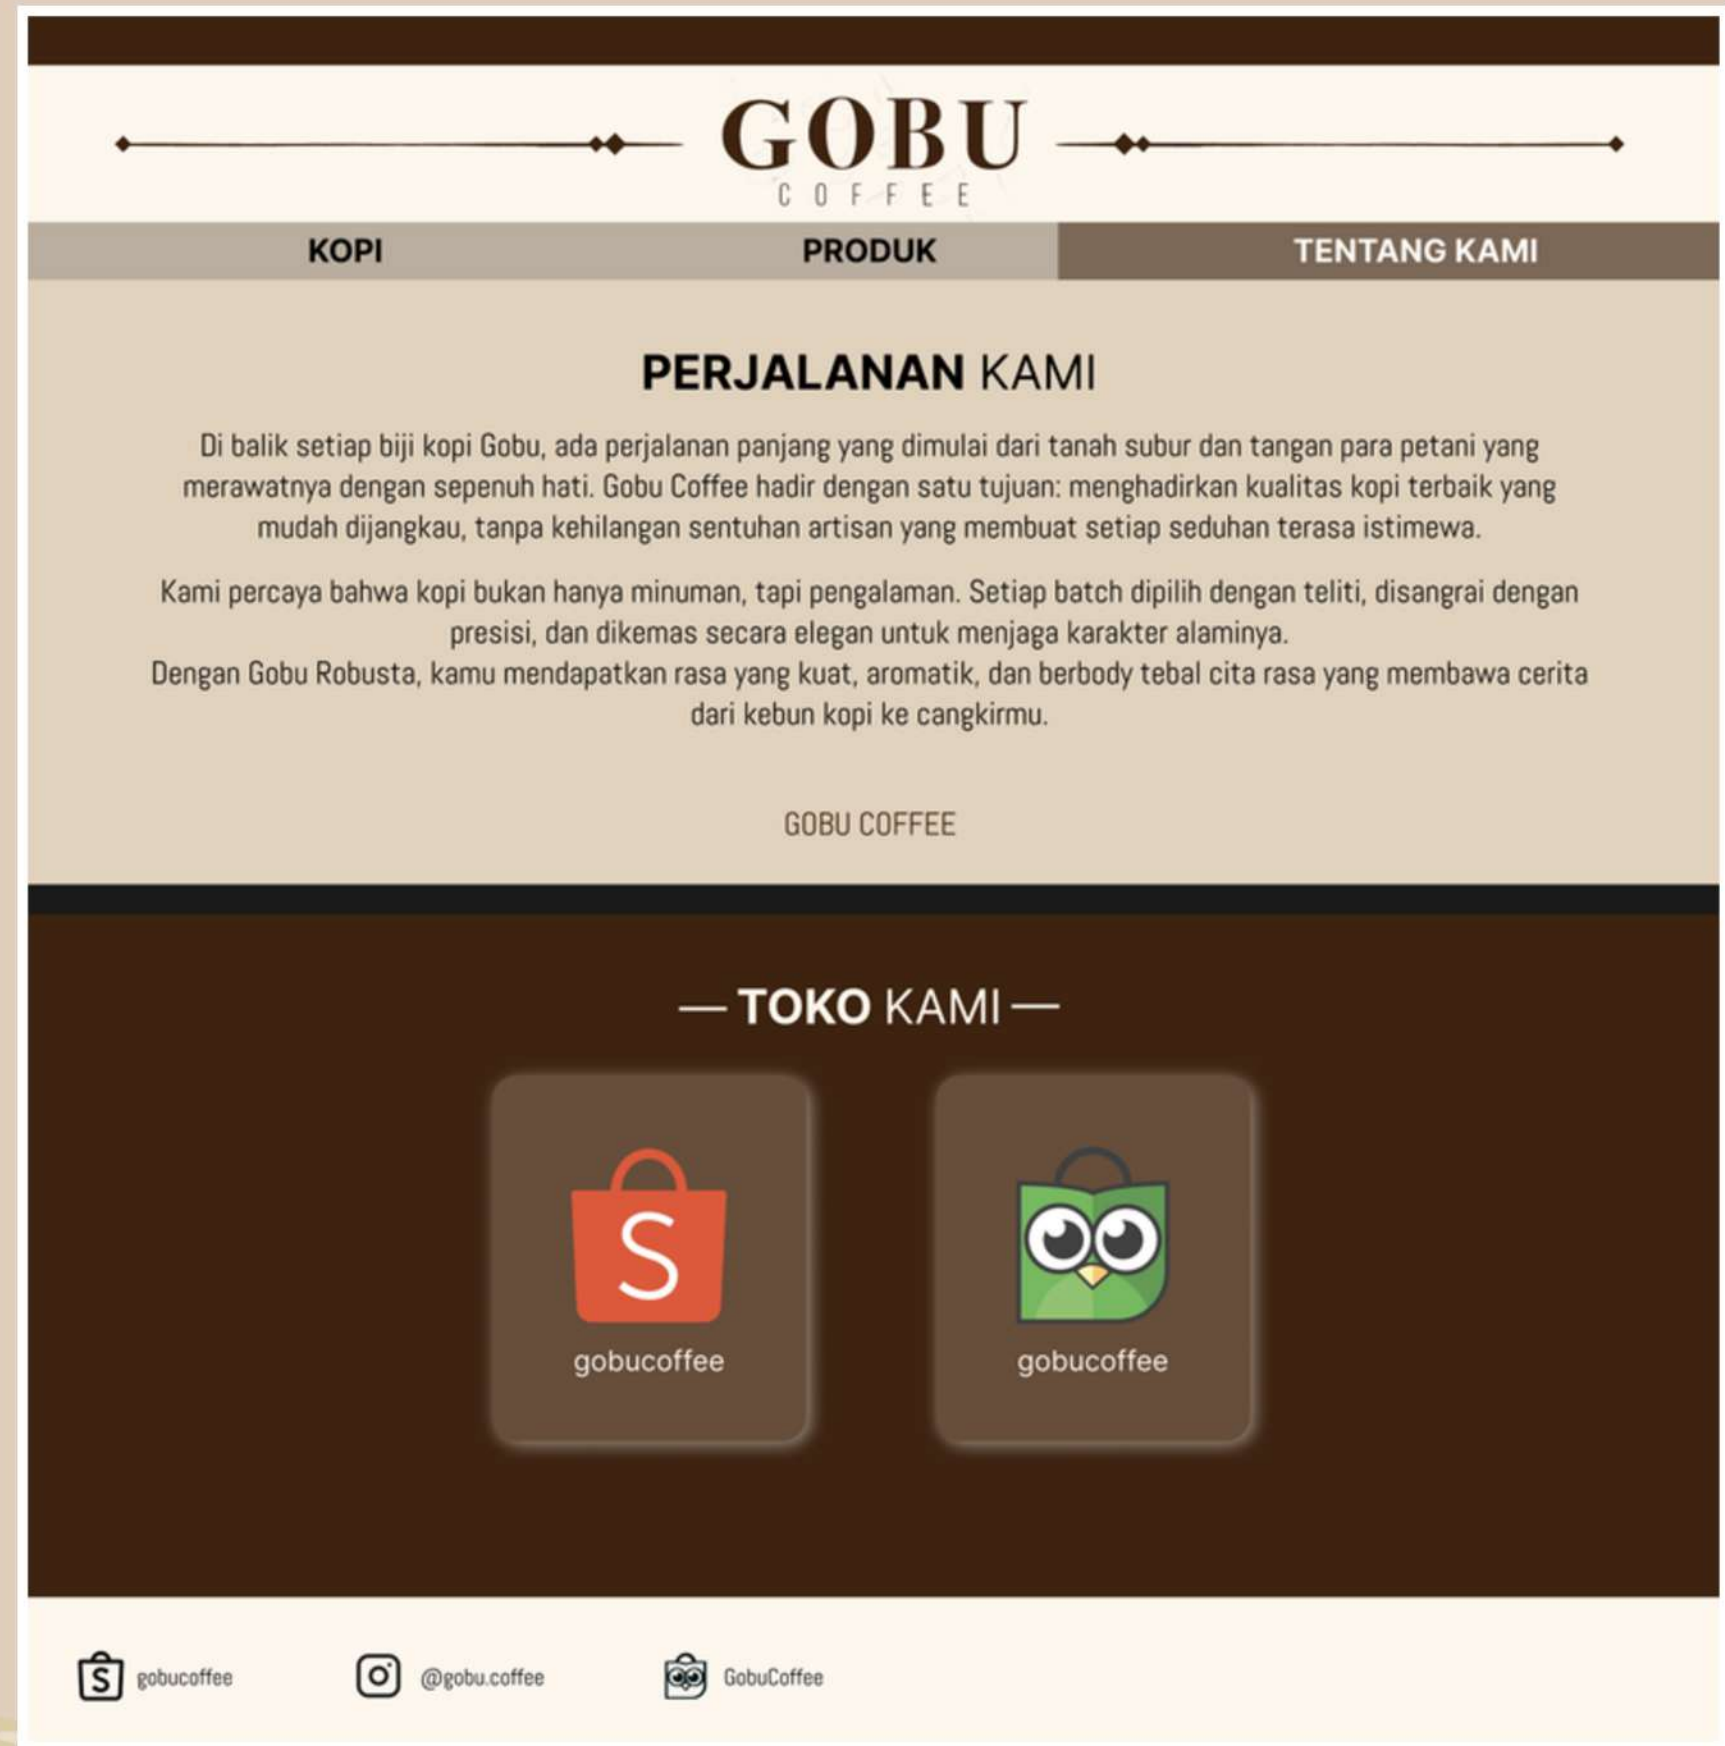 GOBU
COFFEE
KOPI
PRODUK
TENTANG KAMI
PERJALANAN KAMI
Di balik setiap biji kopi Gobu, ada perjalanan panjang yang dimulai dari tanah subur dan tangan para petani yang
merawatnya dengan sepenuh hati. Gobu Coffee hadir dengan satu tujuan: menghadirkan kualitas kopi terbaik yang
mudah dijangkau, tanpa kehilangan sentuhan artisan yang membuat setiap seduhan terasa istimewa.
Kami percaya bahwa kopi bukan hanya minuman, tapi pengalaman. Setiap batch dipilih dengan teliti, disangrai dengan
presisi, dan dikemas secara elegan untuk menjaga karakter alaminya.
Dengan Gobu Robusta, kamu mendapatkan rasa yang kuat, aromatik, dan berbody tebal cita rasa yang membawa cerita
dari kebun kopi ke cangkirmu.
GOBU COFFEE
— TOKO KAMI —
S
gobucoffee
gobucoffee
S
gobucoffee
@gobu.coffee
GobuCoffee